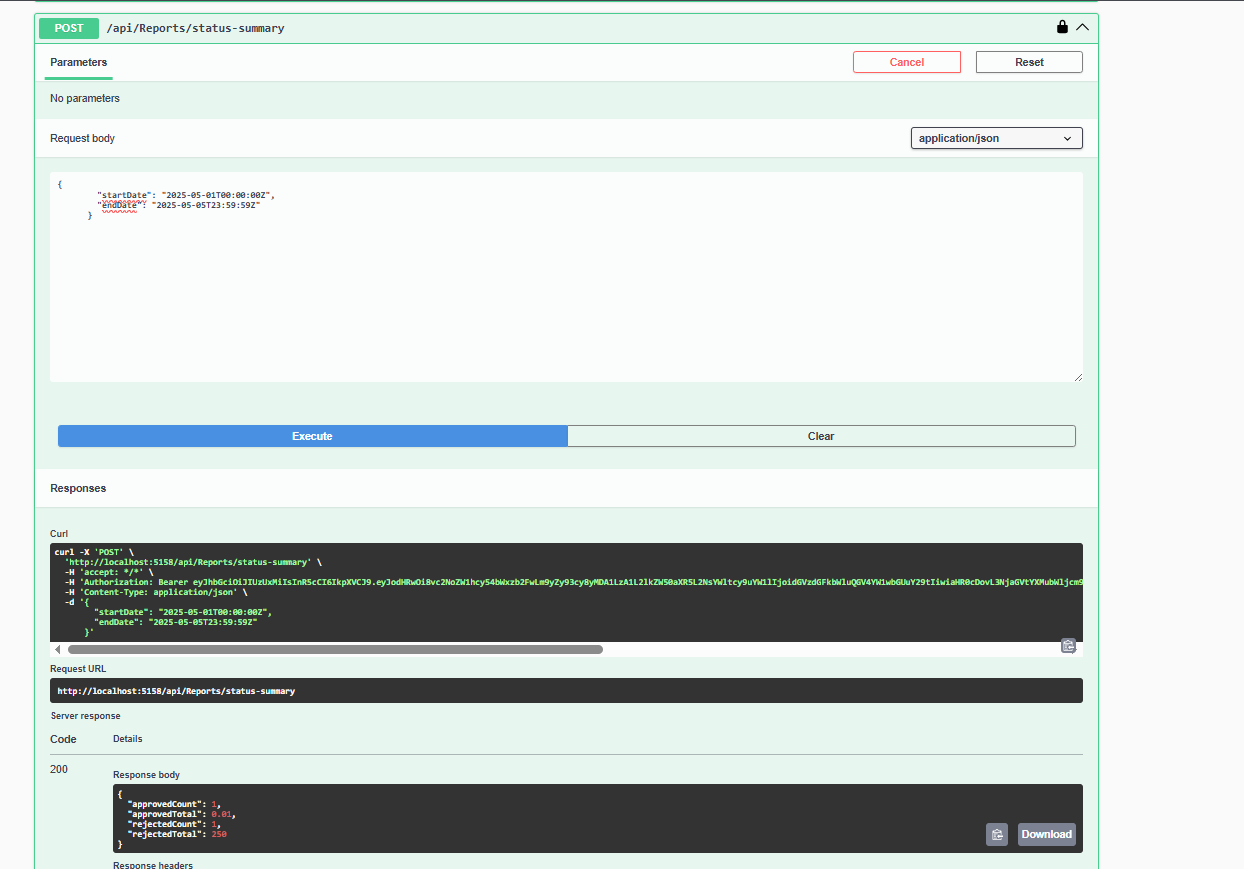 POST /api/Reports/status-summary
Parameters Cancel Reset
No parameters
Request body application/json
{
"startDate": "2025-05-01T00:00:00Z",
"endDate": "2025-05-05T23:59:59Z"
}
Execute Clear
Responses
Curl
curl -X 'POST' \
'http://localhost:5158/api/Reports/status-summary' \
-H 'accept: */*' \
-H 'Authorization: Bearer
-H 'Content-Type: application/json' \
-d '{
"startDate": "2025-05-01T00:00:00Z",
"endDate": "2025-05-05T23:59:59Z"
}'
Request URL
http://localhost:5158/api/Reports/status-summary
Server response
Code Details
200
Response body
{
"approvedCount": 1,
"approvedTotal": 0.01,
"rejectedCount": 1,
"rejectedTotal": 250
}
Download
Response headers